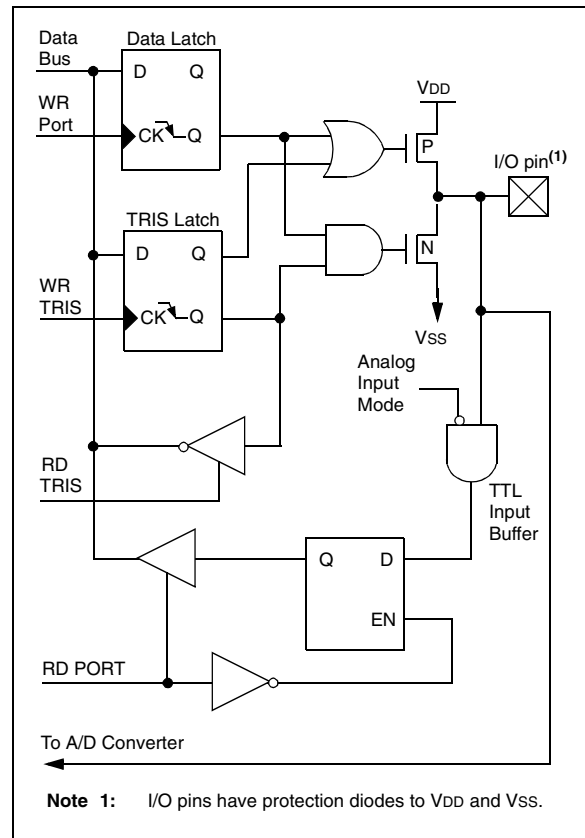 Data Bus
Data Latch
D Q
VDD
WR Port
CK Q
P
I/O pin(1)
TRIS Latch
D Q
N
WR TRIS
CK Q
VSS
Analog Input Mode
RD TRIS
TTL Input Buffer
Q D
EN
RD PORT
To A/D Converter
Note 1: I/O pins have protection diodes to VDD and VSS.